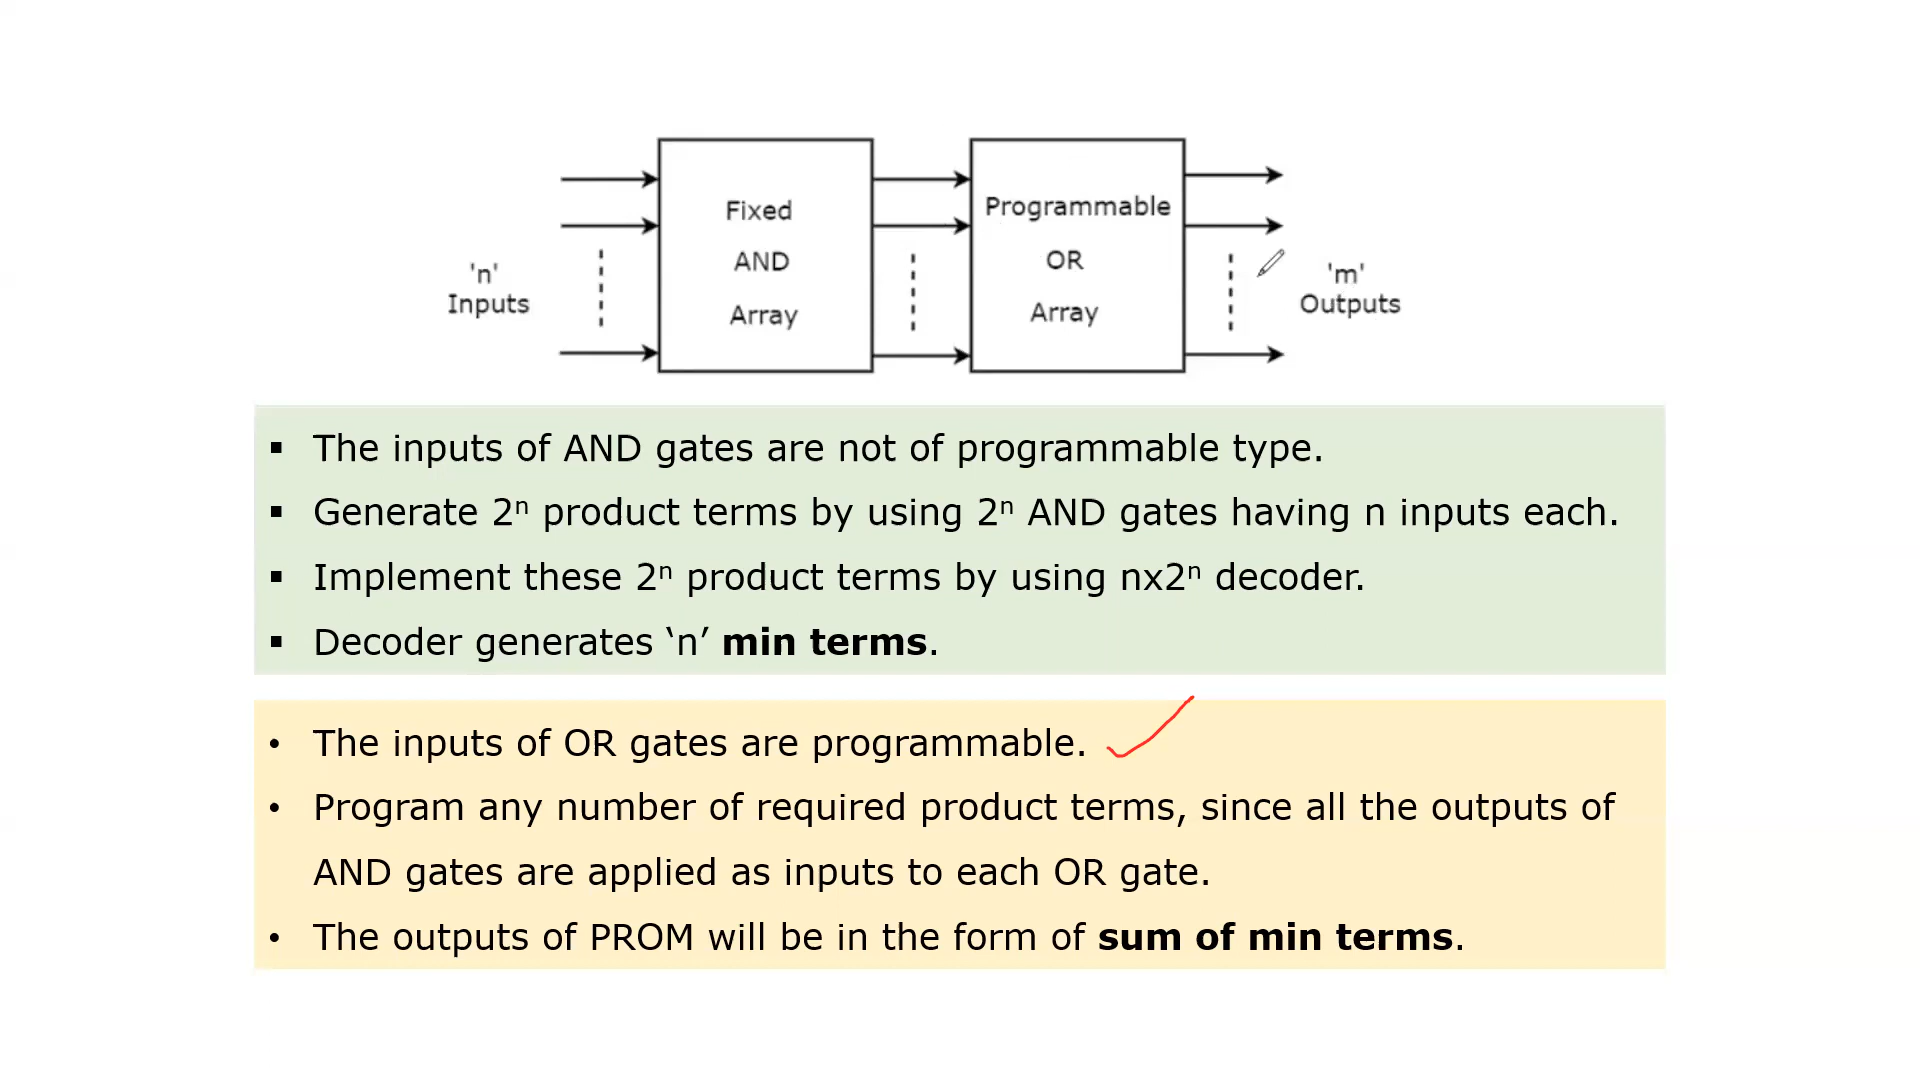 Fixed
AND
Array
Programmable
OR
Array
'n'
Inputs
'm'
Outputs
▪ The inputs of AND gates are not of programmable type.
▪ Generate 2ⁿ product terms by using 2ⁿ AND gates having n inputs each.
▪ Implement these 2ⁿ product terms by using nx2ⁿ decoder.
▪ Decoder generates ‘n’ min terms.
• The inputs of OR gates are programmable.
• Program any number of required product terms, since all the outputs of
AND gates are applied as inputs to each OR gate.
• The outputs of PROM will be in the form of sum of min terms.